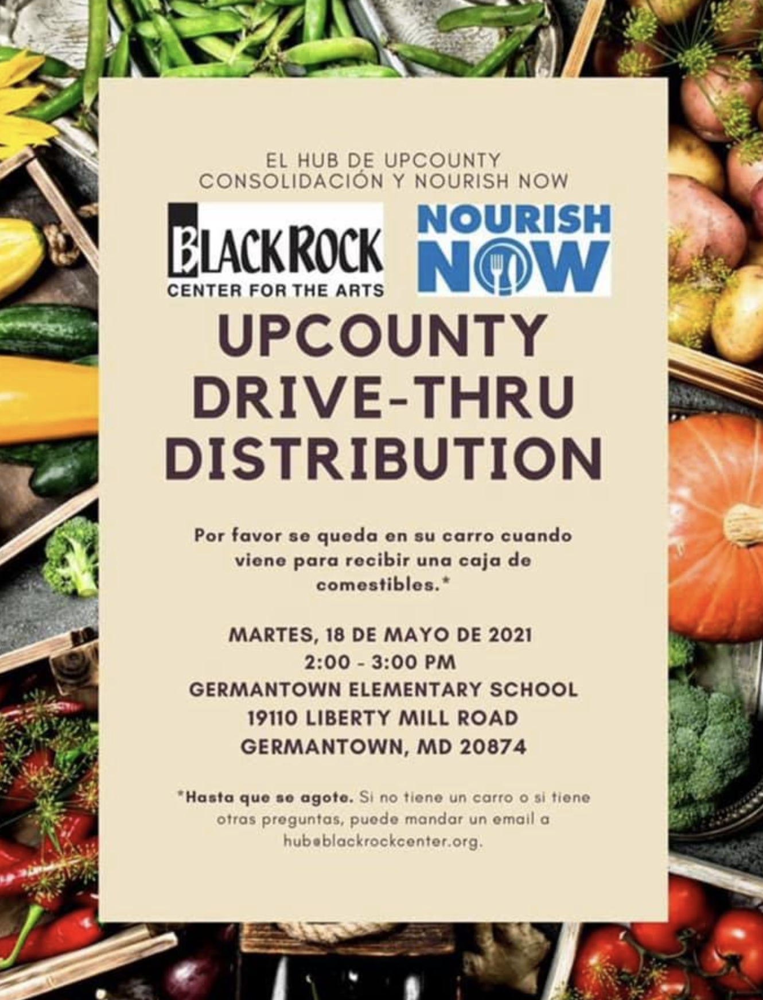 EL HUB DE UPCOUNTY
CONSOLIDACIÓN Y NOURISH NOW
BLACKROCK
CENTER FOR THE ARTS
NOURISH
NOW
UPCOUNTY
DRIVE-THRU
DISTRIBUTION
Por favor se queda en su carro cuando
viene para recibir una caja de
comestibles.*
MARTES, 18 DE MAYO DE 2021
2:00 - 3:00 PM
GERMANTOWN ELEMENTARY SCHOOL
19110 LIBERTY MILL ROAD
GERMANTOWN, MD 20874
*Hasta que se agote. Si no tiene un carro o si tiene
otras preguntas, puede mandar un email a
hub@blackrockcenter.org.